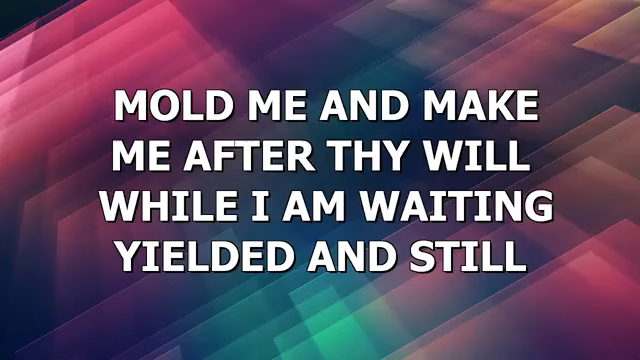 MOLD ME AND MAKE
ME AFTER THY WILL
WHILE I AM WAITING
YIELDED AND STILL